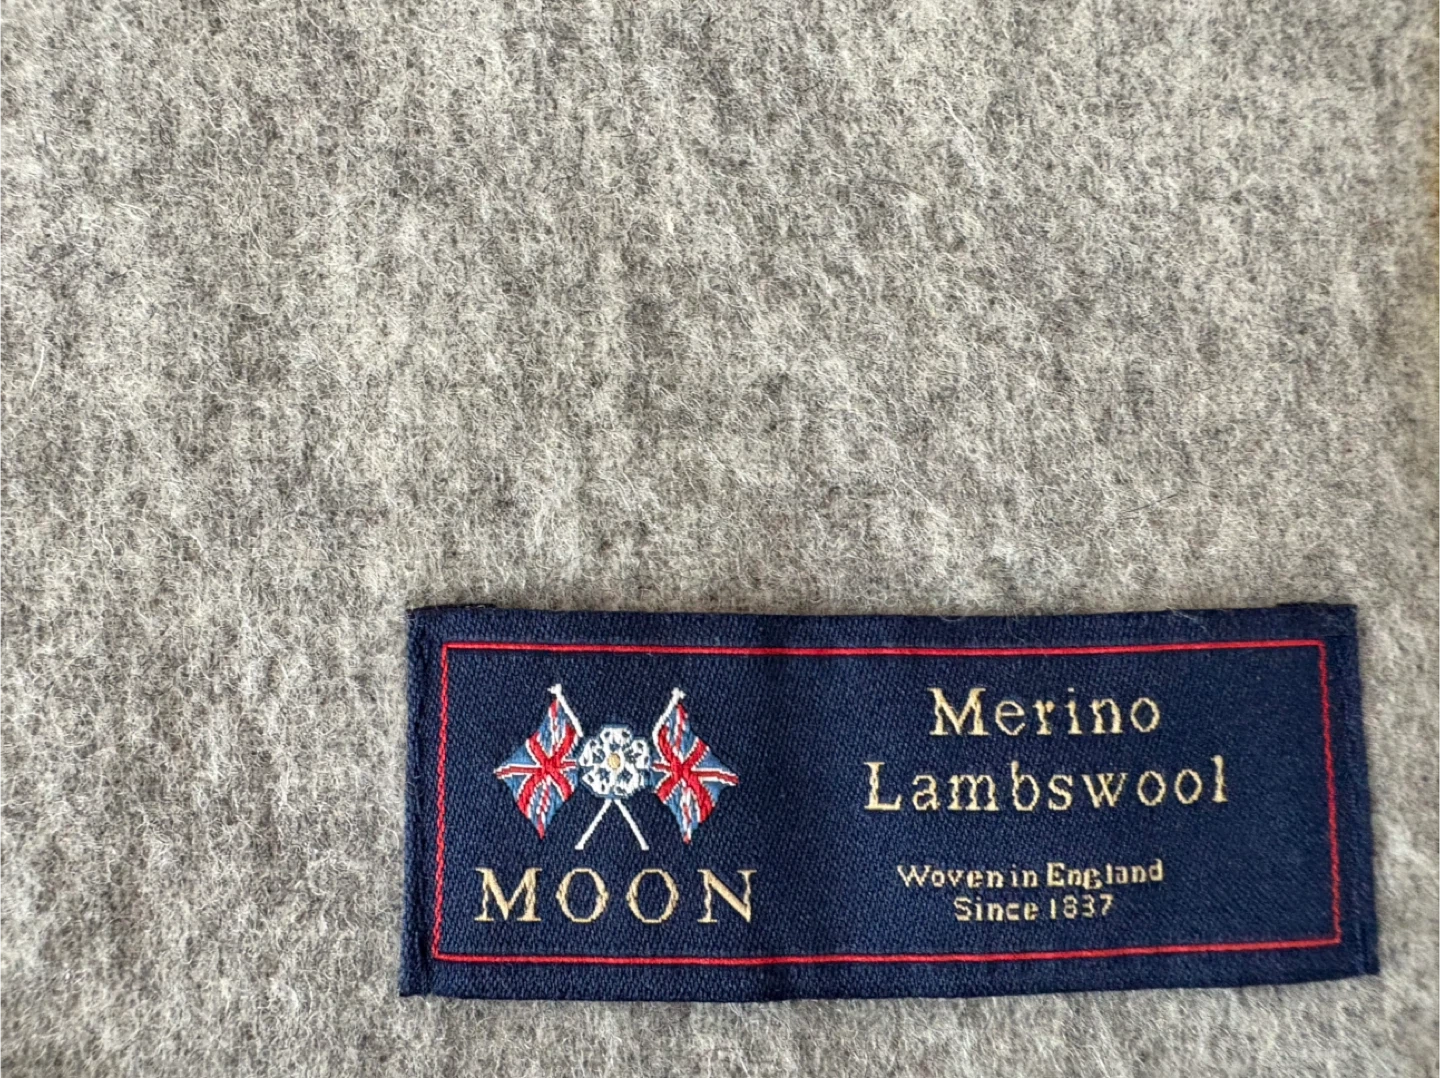 MOON
Merino
Lambswool
Woven in England
Since 1837